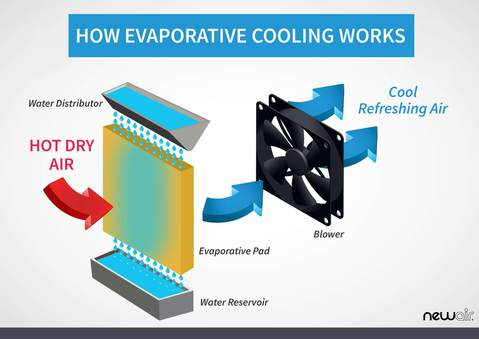 HOW EVAPORATIVE COOLING WORKS
Water Distributor
Cool
Refreshing Air
HOT DRY
AIR
Blower
Evaporative Pad
Water Reservoir
newair